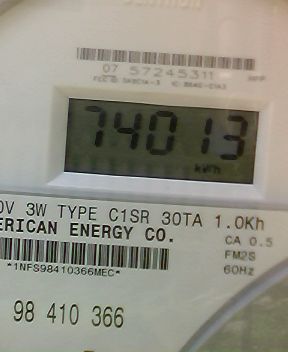 07 57245311
74013
kWh
0V 3W TYPE C1SR 30TA 1.0Kh
ERICAN ENERGY CO.
CA 0.5
FM2S
60Hz
*1NFS98410366MEC*
98 410 366